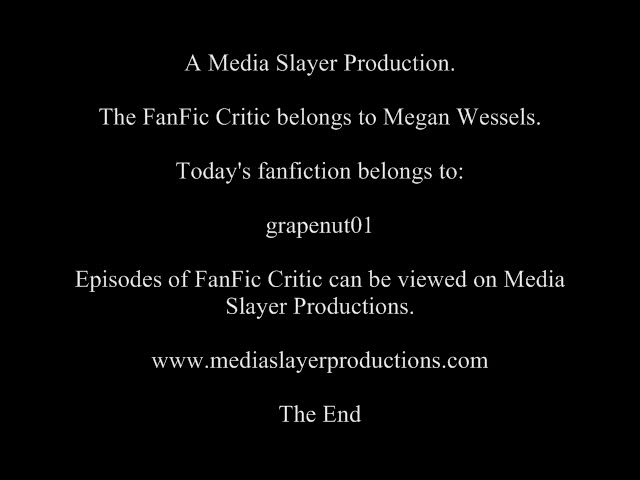 A Media Slayer Production.
The FanFic Critic belongs to Megan Wessels.
Today's fanfiction belongs to:
grapenut01
Episodes of FanFic Critic can be viewed on Media
Slayer Productions.
www.mediaslayerproductions.com
The End